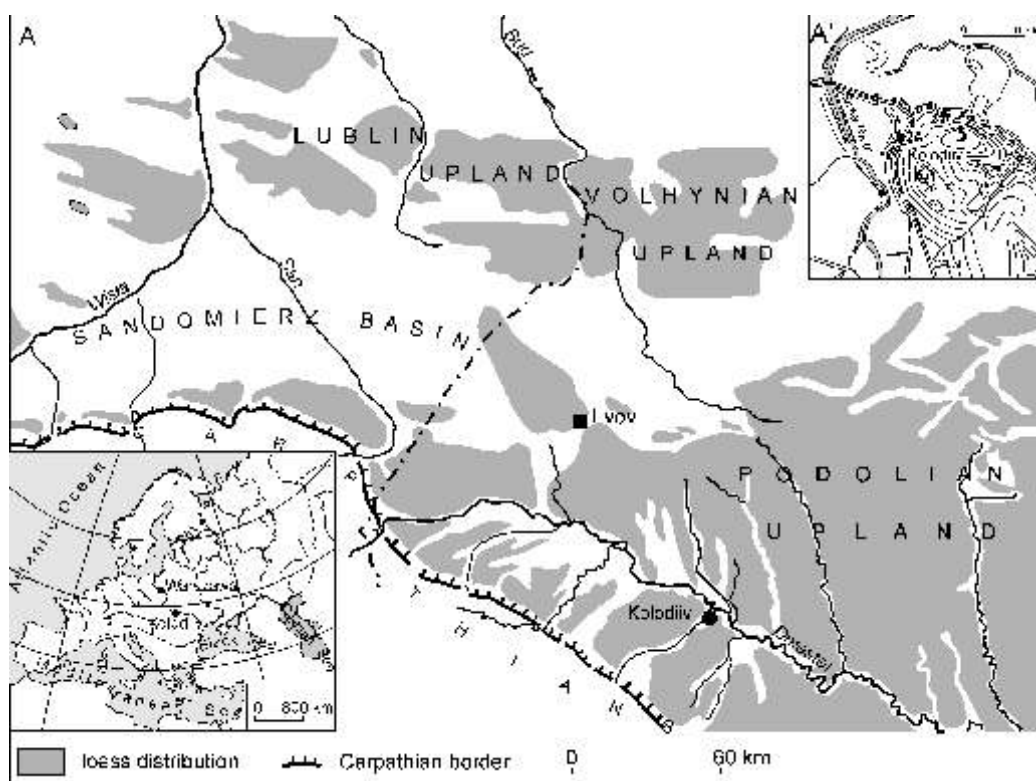 A
A'
Bug
LUBLIN
UPLAND
VOLHYNIAN
UPLAND
Wisła
San
SANDOMIERZ BASIN
Lvov
CARPATHIANS
PODOLIAN
UPLAND
Kolodiiv
Dniester
Atlantic Ocean
Warszawa
0 800 km
loess distribution
Carpathian border
0 60 km